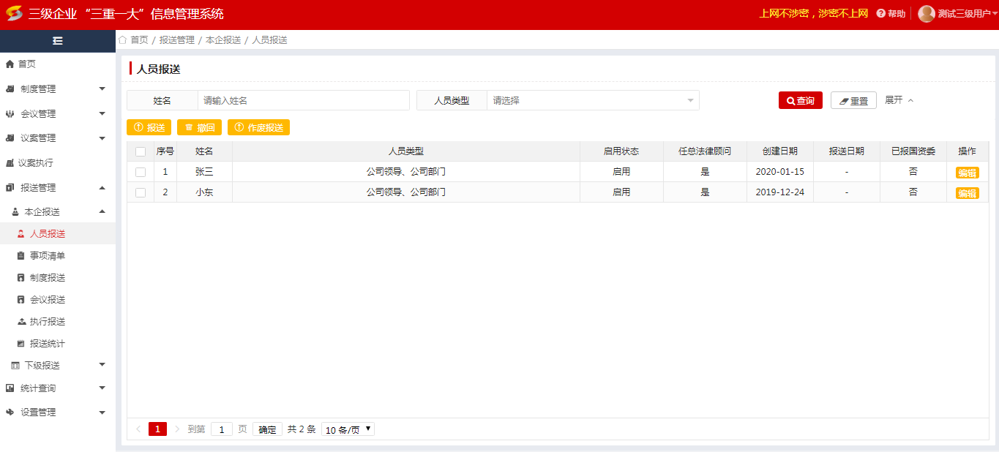 三级企业“三重一大”信息管理系统
上网不涉密，涉密不上网 帮助 测试三级用户
首页 / 报送管理 / 本企报送 / 人员报送
首页
制度管理
会议管理
议案管理
议案执行
报送管理
本企报送
人员报送
事项清单
制度报送
会议报送
执行报送
报送统计
下级报送
统计查询
设置管理
人员报送
姓名 请输入姓名 人员类型 请选择 查询 重置 展开
报送 撤回 作废报送
序号 姓名 人员类型 启用状态 任总法律顾问 创建日期 报送日期 已报国资委 操作
1 张三 公司领导、公司部门 启用 是 2020-01-15 - 否 编辑
2 小东 公司领导、公司部门 启用 是 2019-12-24 - 否 编辑
1 到第 1 页 确定 共 2 条 10 条/页